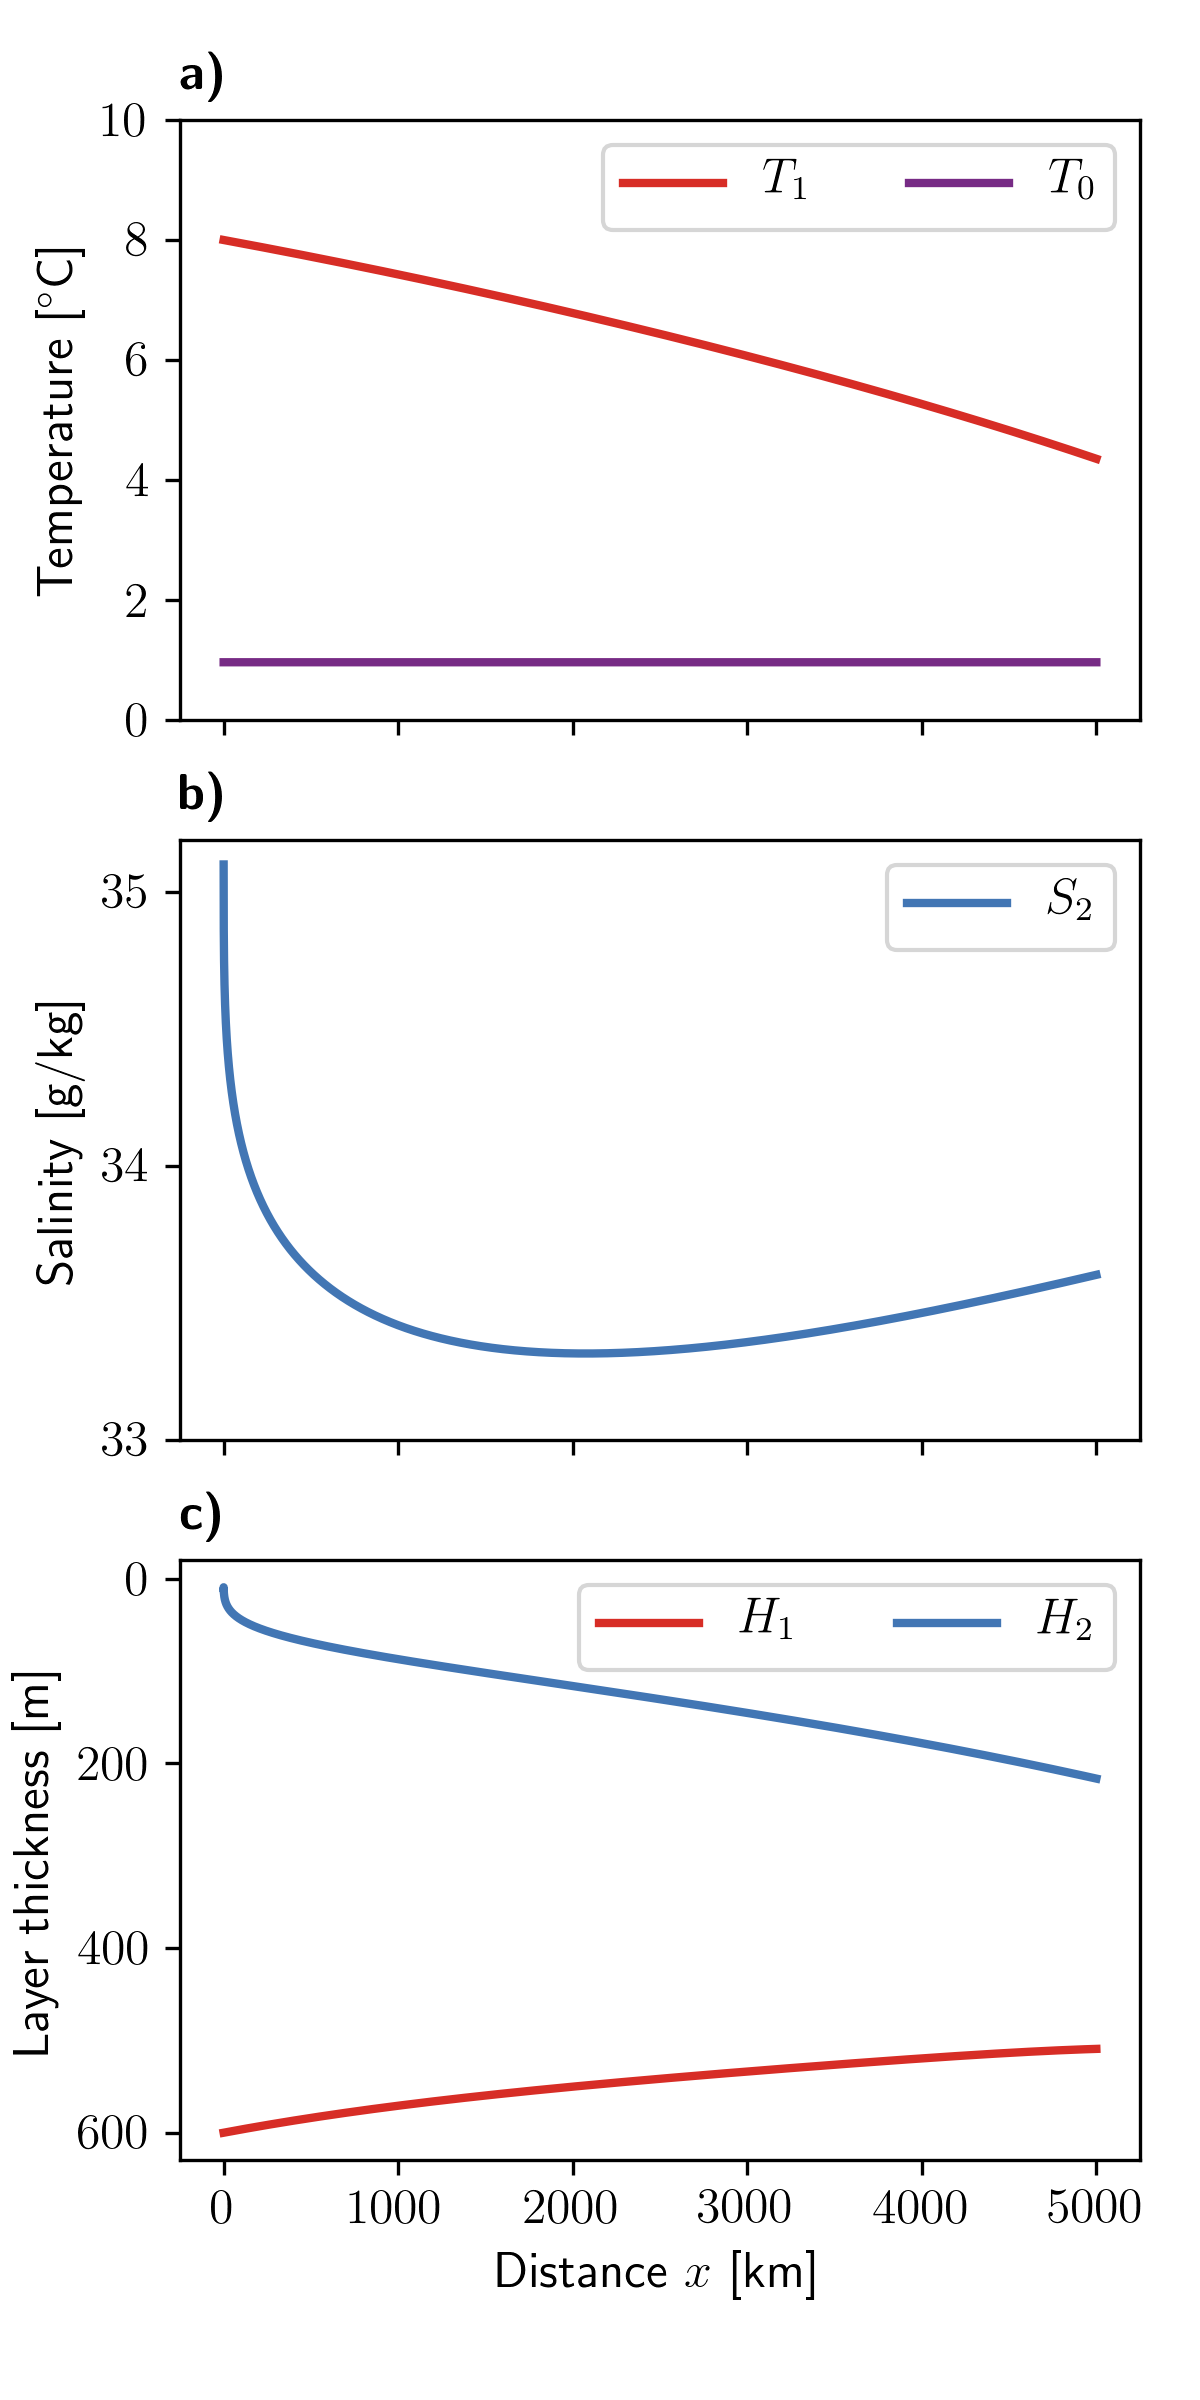 a)
10
8
6
4
2
0
Temperature [°C]
T₁ T₀
b)
35
34
33
Salinity [g/kg]
S₂
c)
0
200
400
600
Layer thickness [m]
H₁ H₂
0 1000 2000 3000 4000 5000
Distance x [km]